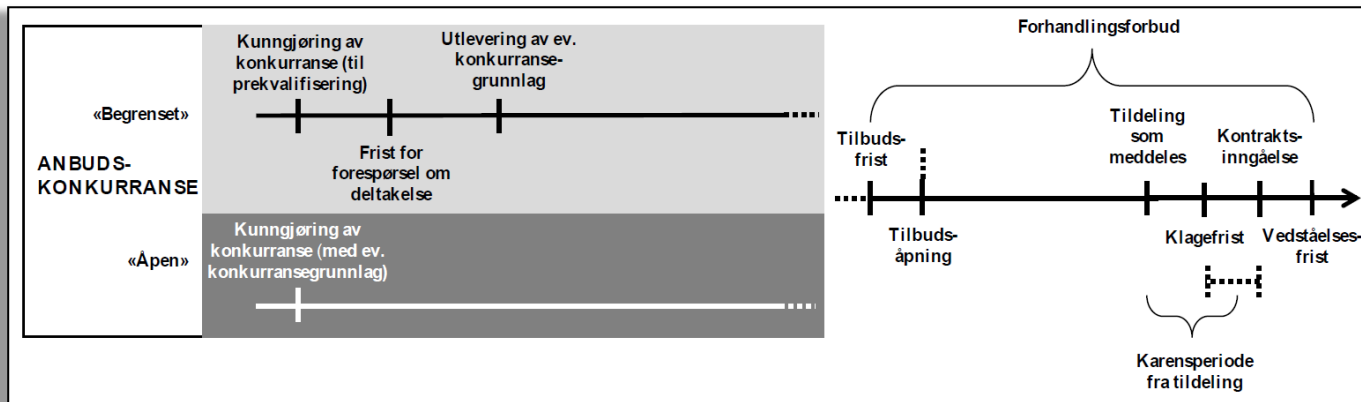 Forhandlingsforbud
Kunngjøring av
konkurranse (til
prekvalifisering)
Utlevering av ev.
konkurranse-
grunnlag
«Begrenset»
Frist for
forespørsel om
deltakelse
ANBUDS-
KONKURRANSE
Kunngjøring av
konkurranse (med ev.
konkurransegrunnlag)
«Åpen»
Tilbuds-
frist
Tilbuds-
åpning
Tildeling
som
meddeles
Kontrakts-
inngåelse
Klagefrist
Vedståelses-
frist
Karensperiode
fra tildeling